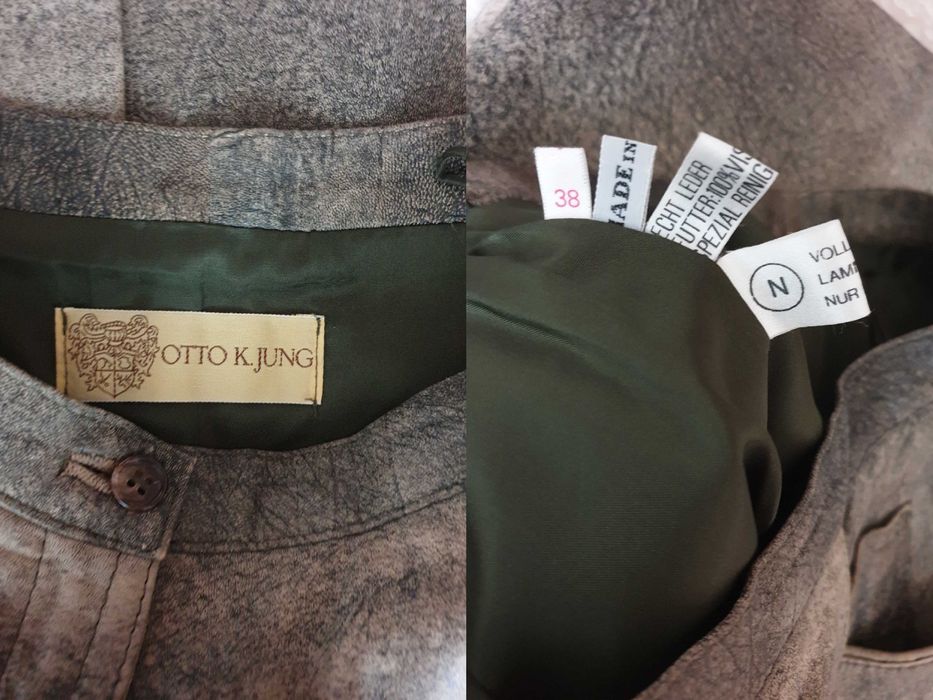 OTTO K. JUNG
38
MADE IN
ECHT LEDER
FUTTER:100%VIS
SPEZIAL REINIG
N
VOLL
LAM
NUR